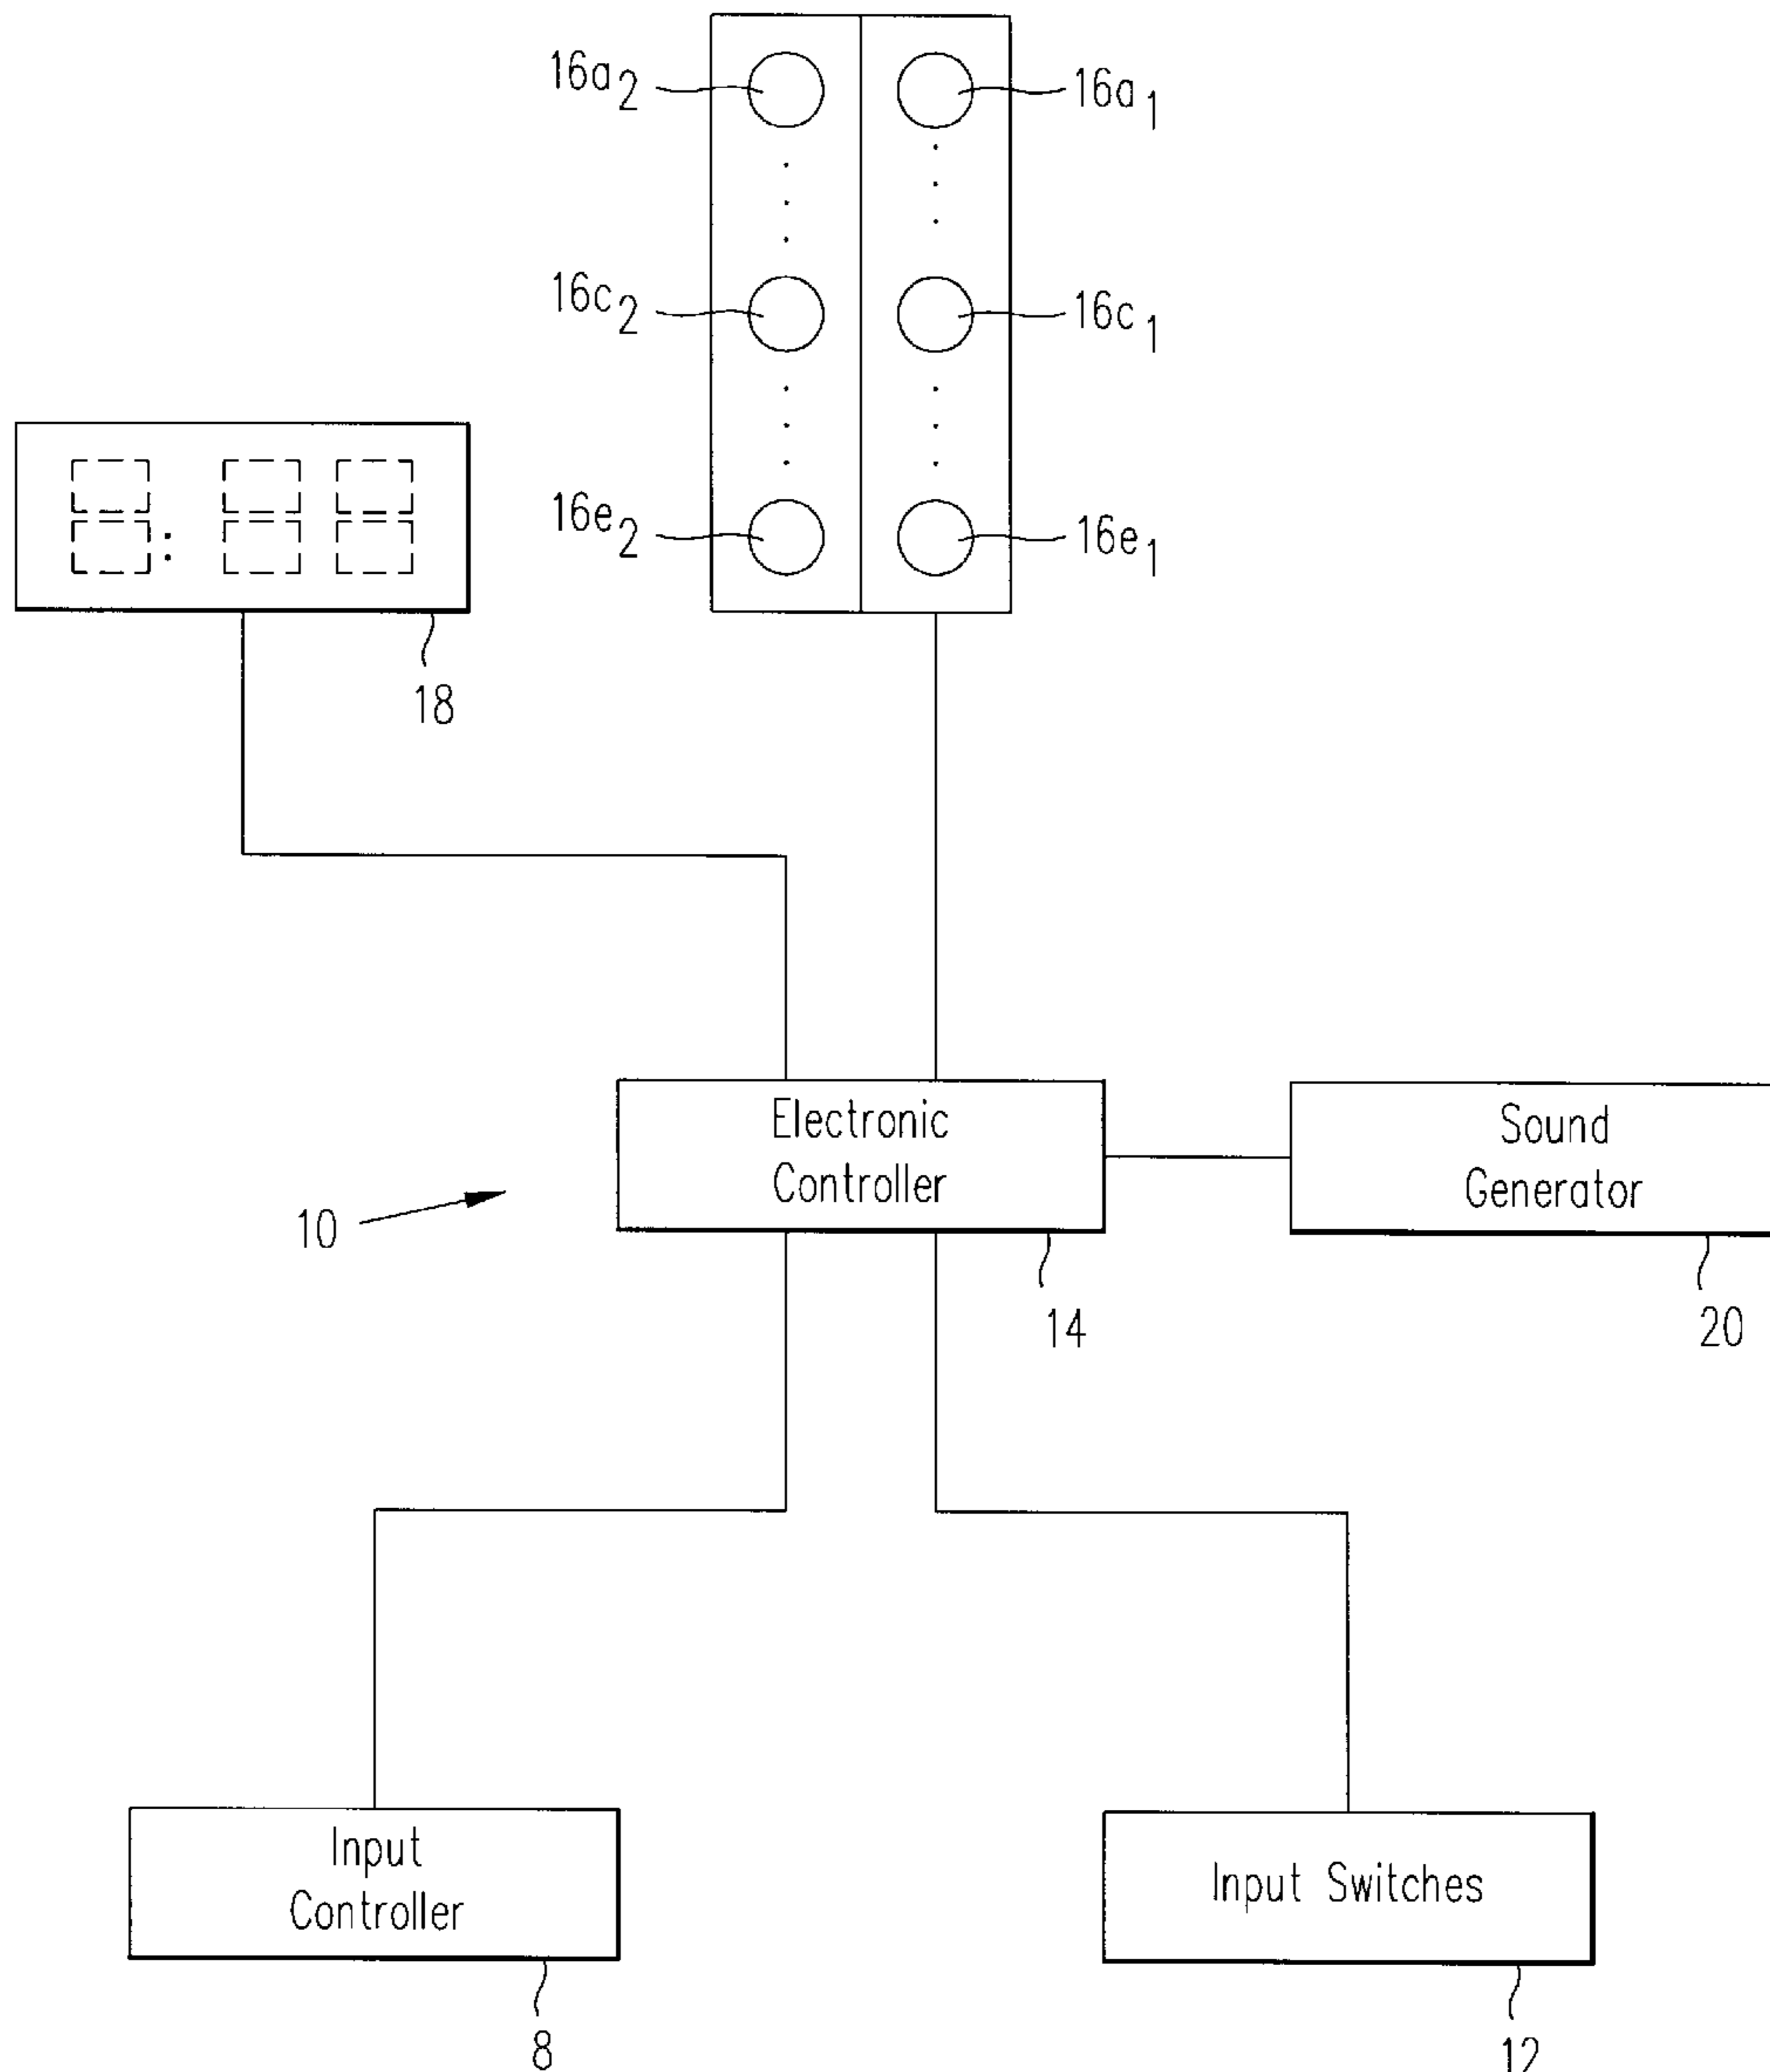 16a2 16a1
16c2 16c1
16e2 16e1
18
Electronic
Controller
Sound
Generator
10
14
20
Input
Controller
Input Switches
8
12